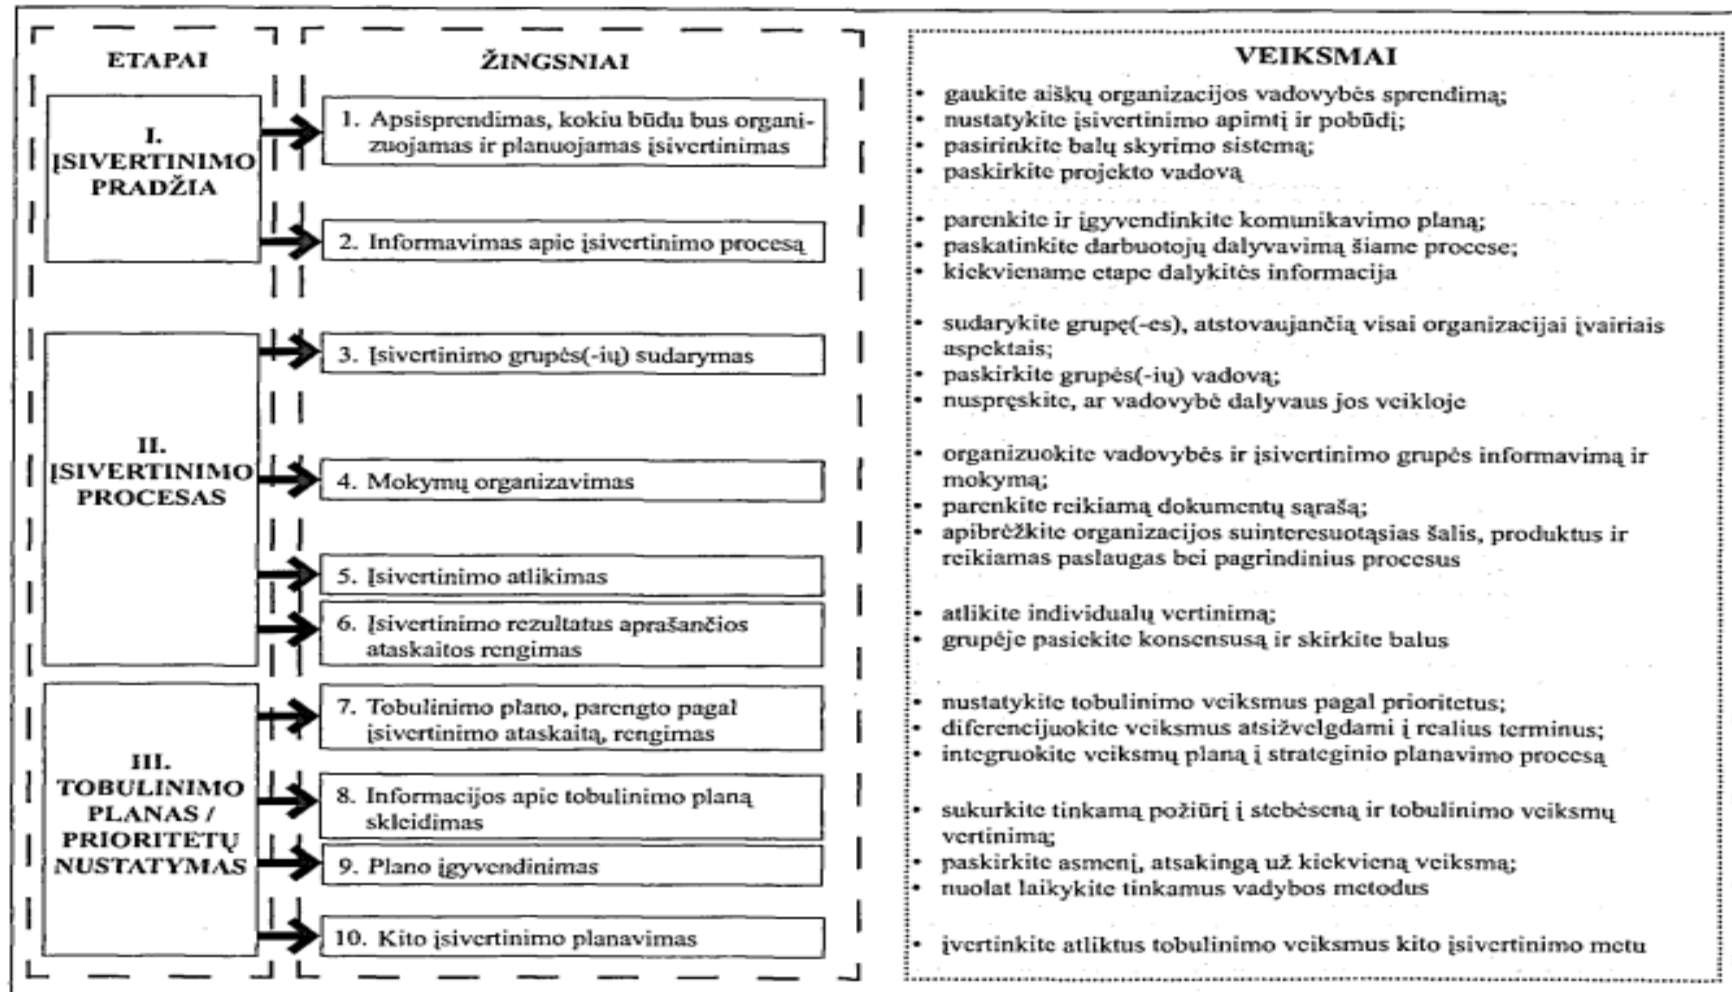 ETAPAI
I.
ĮSIVERTINIMO
PRADŽIA
II.
ĮSIVERTINIMO
PROCESAS
III.
TOBULINIMO
PLANAS /
PRIORITETŲ
NUSTATYMAS
ŽINGSNIAI
1. Apsisprendimas, kokiu būdu bus organi-
zuojamas ir planuojamas įsivertinimas
2. Informavimas apie įsivertinimo procesą
3. Įsivertinimo grupės(-ių) sudarymas
4. Mokymų organizavimas
5. Įsivertinimo atlikimas
6. Įsivertinimo rezultatus aprašančios
ataskaitos rengimas
7. Tobulinimo plano, parengto pagal
įsivertinimo ataskaitą, rengimas
8. Informacijos apie tobulinimo planą
skleidimas
9. Plano įgyvendinimas
10. Kito įsivertinimo planavimas
VEIKSMAI
• gaukite aiškų organizacijos vadovybės sprendimą;
• nustatykite įsivertinimo apimtį ir pobūdį;
• pasirinkite balų skyrimo sistemą;
• paskirkite projekto vadovą
• parenkite ir įgyvendinkite komunikavimo planą;
• paskatinkite darbuotojų dalyvavimą šiame procese;
• kiekviename etape dalykitės informacija
• sudarykite grupę(-es), atstovaujančią visai organizacijai įvairiais
aspektais;
• paskirkite grupės(-ių) vadovą;
• nuspręskite, ar vadovybė dalyvaus jos veikloje
• organizuokite vadovybės ir įsivertinimo grupės informavimą ir
mokymą;
• parenkite reikiamą dokumentų sąrašą;
• apibrėžkite organizacijos suinteresuotąsias šalis, produktus ir
reikiamas paslaugas bei pagrindinius procesus
• atlikite individualų vertinimą;
• grupėje pasiekite konsensusą ir skirkite balus
• nustatykite tobulinimo veiksmus pagal prioritetus;
• diferencijuokite veiksmus atsižvelgdami į realius terminus;
• integruokite veiksmų planą į strateginio planavimo procesą
• sukurkite tinkamą požiūrį į stebėseną ir tobulinimo veiksmų
vertinimą;
• paskirkite asmenį, atsakingą už kiekvieną veiksmą;
• nuolat laikykite tinkamus vadybos metodus
• įvertinkite atliktus tobulinimo veiksmus kito įsivertinimo metu